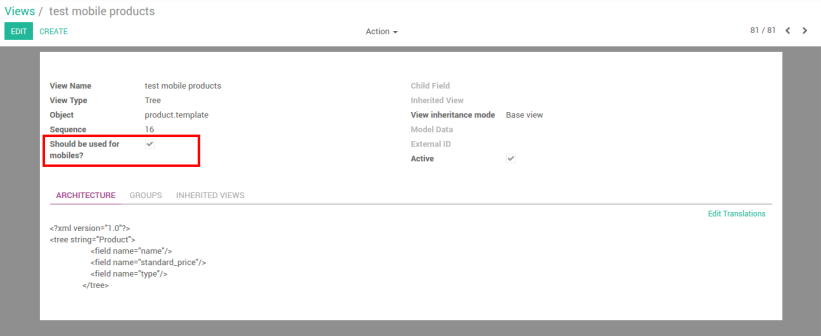 Views / test mobile products
EDIT CREATE Action 81 / 81
View Name test mobile products Child Field
View Type Tree Inherited View
Object product.template View inheritance mode Base view
Sequence 16 Model Data
Should be used for mobiles? External ID
Active
ARCHITECTURE GROUPS INHERITED VIEWS
Edit Translations
<?xml version="1.0"?>
<tree string="Product">
<field name="name"/>
<field name="standard_price"/>
<field name="type"/>
</tree>